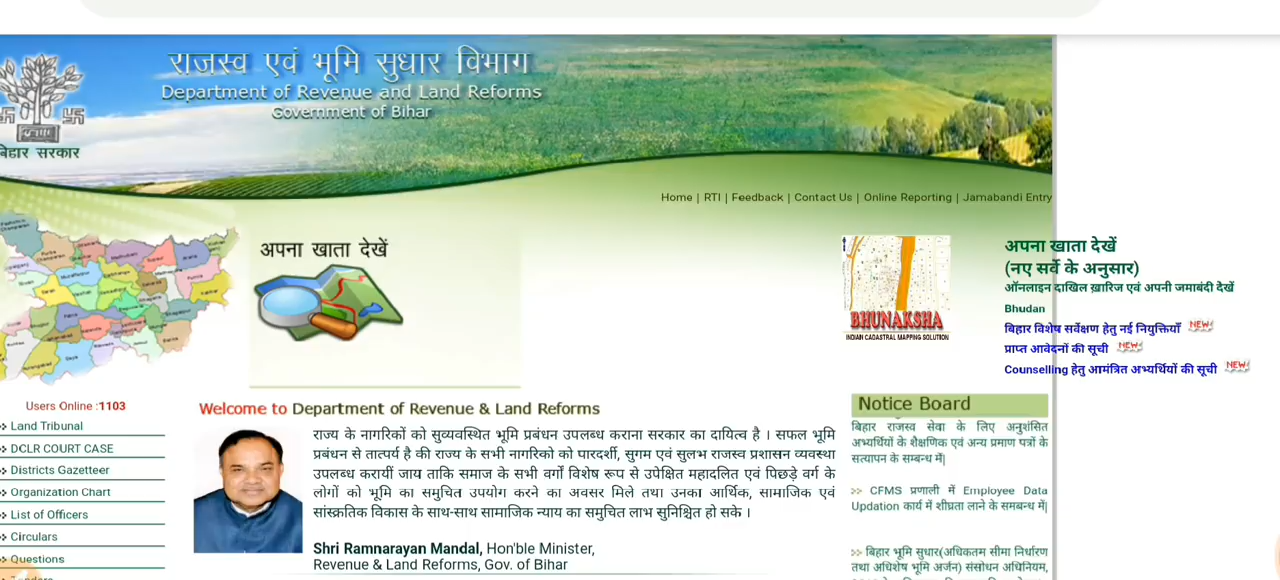 राजस्व एवं भूमि सुधार विभाग
Department of Revenue and Land Reforms
Government of Bihar
बिहार सरकार
Home | RTI | Feedback | Contact Us | Online Reporting | Jamabandi Entry
अपना खाता देखें
BHUNAKSHA
INDIAN CADASTRAL MAPPING SOLUTION
अपना खाता देखें
(नए सर्वे के अनुसार)
ऑनलाइन दाखिल ख़ारिज एवं अपनी जमाबंदी देखें
Bhudan
बिहार विशेष सर्वेक्षण हेतु नई नियुक्तियाँ NEW!
प्राप्त आवेदनों की सूची NEW!
Counselling हेतु आमंत्रित अभ्यर्थियों की सूची NEW!
Users Online :1103
Land Tribunal
DCLR COURT CASE
Districts Gazetteer
Organization Chart
List of Officers
Circulars
Questions
Welcome to Department of Revenue & Land Reforms
राज्य के नागरिकों को सुव्यवस्थित भूमि प्रबंधन उपलब्ध कराना सरकार का दायित्व है । सफल भूमि
प्रबंधन से तात्पर्य है की राज्य के सभी नागरिको को पारदर्शी, सुगम एवं सुलभ राजस्व प्रशासन व्यवस्था
उपलब्ध करायीं जाय ताकि समाज के सभी वर्गों विशेष रूप से उपेक्षित महादलित एवं पिछड़े वर्ग के
लोगों को भूमि का समुचित उपयोग करने का अवसर मिले तथा उनका आर्थिक, सामाजिक एवं
सांस्क्रतिक विकास के साथ-साथ सामाजिक न्याय का समुचित लाभ सुनिश्चित हो सके ।
Shri Ramnarayan Mandal, Hon'ble Minister,
Revenue & Land Reforms, Gov. of Bihar
Notice Board
बिहार राजस्व सेवा के लिए अनुशंसित
अभ्यर्थियों के शैक्षणिक एवं अन्य प्रमाण पत्रों के
सत्यापन के सम्बन्ध में|
>> CFMS प्रणाली में Employee Data
Updation कार्य में शीघ्रता लाने के समबन्ध में|
>> बिहार भूमि सुधार(अधिकतम सीमा निर्धारण
तथा अधिशेष भूमि अर्जन) संसोधन अधिनियम,